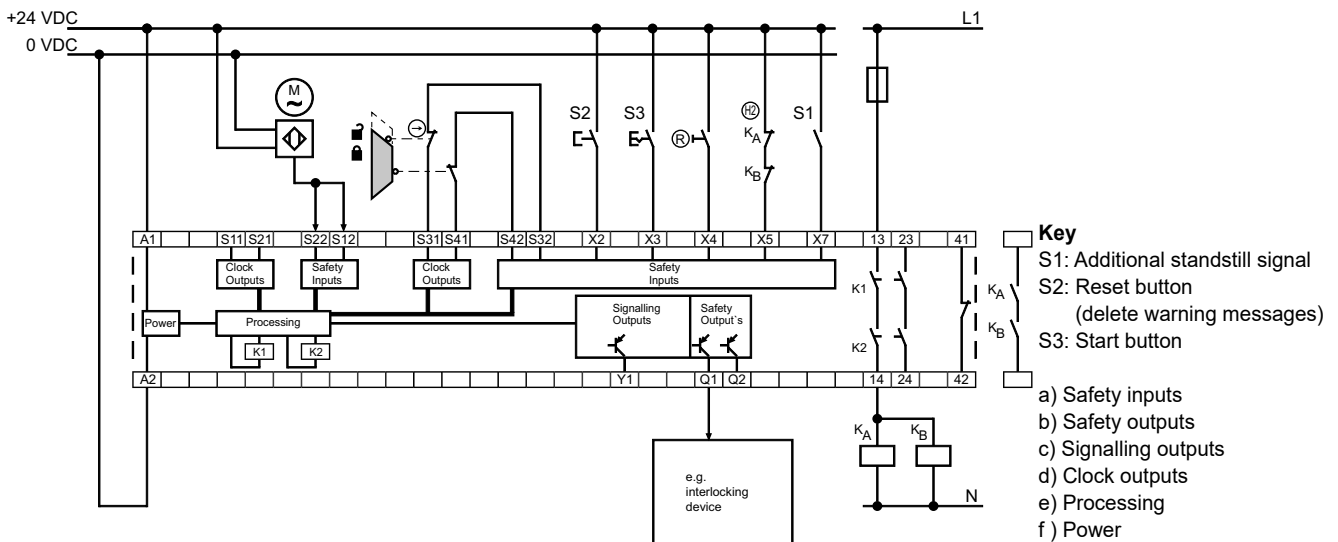 +24 VDC
L1
0 VDC
M
~
S2
S3
H2
S1
R
KA
KB
A1 S11 S21 S22 S12 S31 S41 S42 S32 X2 X3 X4 X5 X7 13 23 41
Clock
Outputs
Safety
Inputs
Clock
Outputs
Safety
Inputs
K1
Signalling
Outputs
Safety
Output`s
Power
Processing
K1 K2
K2
A2 Y1 Q1 Q2 14 24 42
KA
KB
KA KB
e.g.
interlocking
device
N
Key
S1: Additional standstill signal
S2: Reset button
(delete warning messages)
S3: Start button
a) Safety inputs
b) Safety outputs
c) Signalling outputs
d) Clock outputs
e) Processing
f ) Power